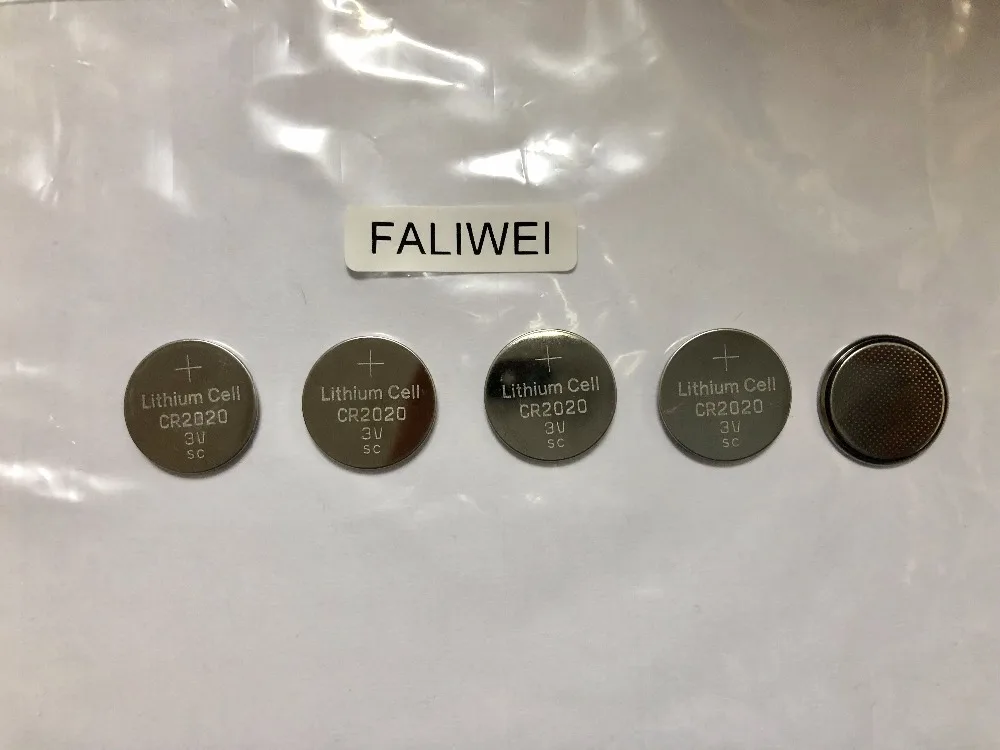 FALIWEI
+
Lithium Cell
CR2020
3V
SC
+
Lithium Cell
CR2020
3V
SC
+
Lithium Cell
CR2020
3V
SC
+
Lithium Cell
CR2020
3V
SC